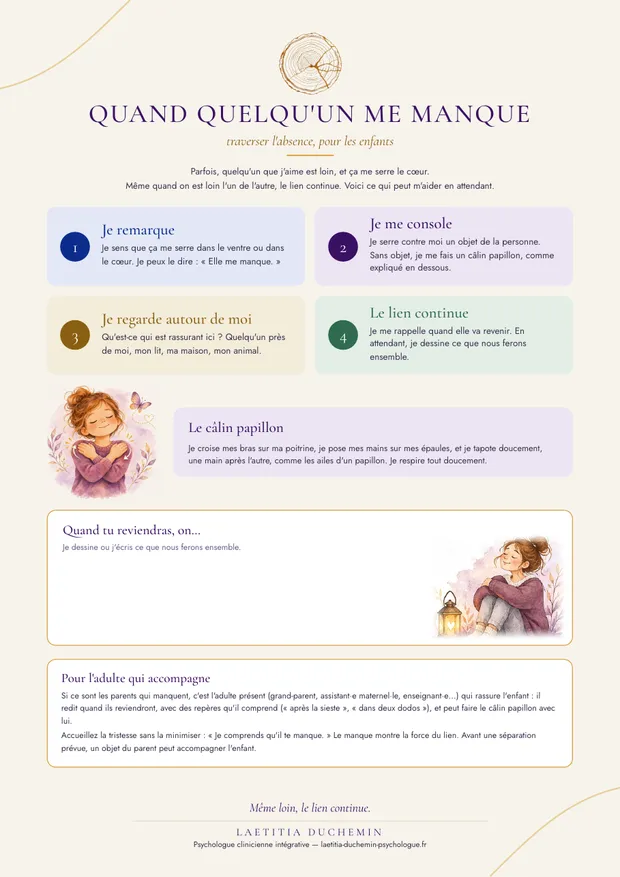 QUAND QUELQU'UN ME MANQUE
traverser l'absence, pour les enfants
Parfois, quelqu'un que j'aime est loin, et ça me serre le cœur.
Même quand on est loin l'un de l'autre, le lien continue. Voici ce qui peut m'aider en attendant.
1
Je remarque
Je sens que ça me serre dans le ventre ou dans
le cœur. Je peux le dire : « Elle me manque. »
2
Je me console
Je serre contre moi un objet de la personne.
Sans objet, je me fais un câlin papillon, comme
expliqué en dessous.
3
Je regarde autour de moi
Qu'est-ce qui est rassurant ici ? Quelqu'un près
de moi, mon lit, ma maison, mon animal.
4
Le lien continue
Je me rappelle quand elle va revenir. En
attendant, je dessine ce que nous ferons
ensemble.
Le câlin papillon
Je croise mes bras sur ma poitrine, je pose mes mains sur mes épaules, et je tapote doucement,
une main après l'autre, comme les ailes d'un papillon. Je respire tout doucement.
Quand tu reviendras, on...
Je dessine ou j'écris ce que nous ferons ensemble.
Pour l'adulte qui accompagne
Si ce sont les parents qui manquent, c'est l'adulte présent (grand-parent, assistant·e maternel·le, enseignant·e...) qui rassure l'enfant : il
redit quand ils reviendront, avec des repères qu'il comprend (« après la sieste », « dans deux dodos »), et peut faire le câlin papillon avec
lui.
Accueillez la tristesse sans la minimiser : « Je comprends qu'il te manque. » Le manque montre la force du lien. Avant une séparation
prévue, un objet du parent peut accompagner l'enfant.
Même loin, le lien continue.
LAETITIA DUCHEMIN
Psychologue clinicienne intégrative — laetitia-duchemin-psychologue.fr